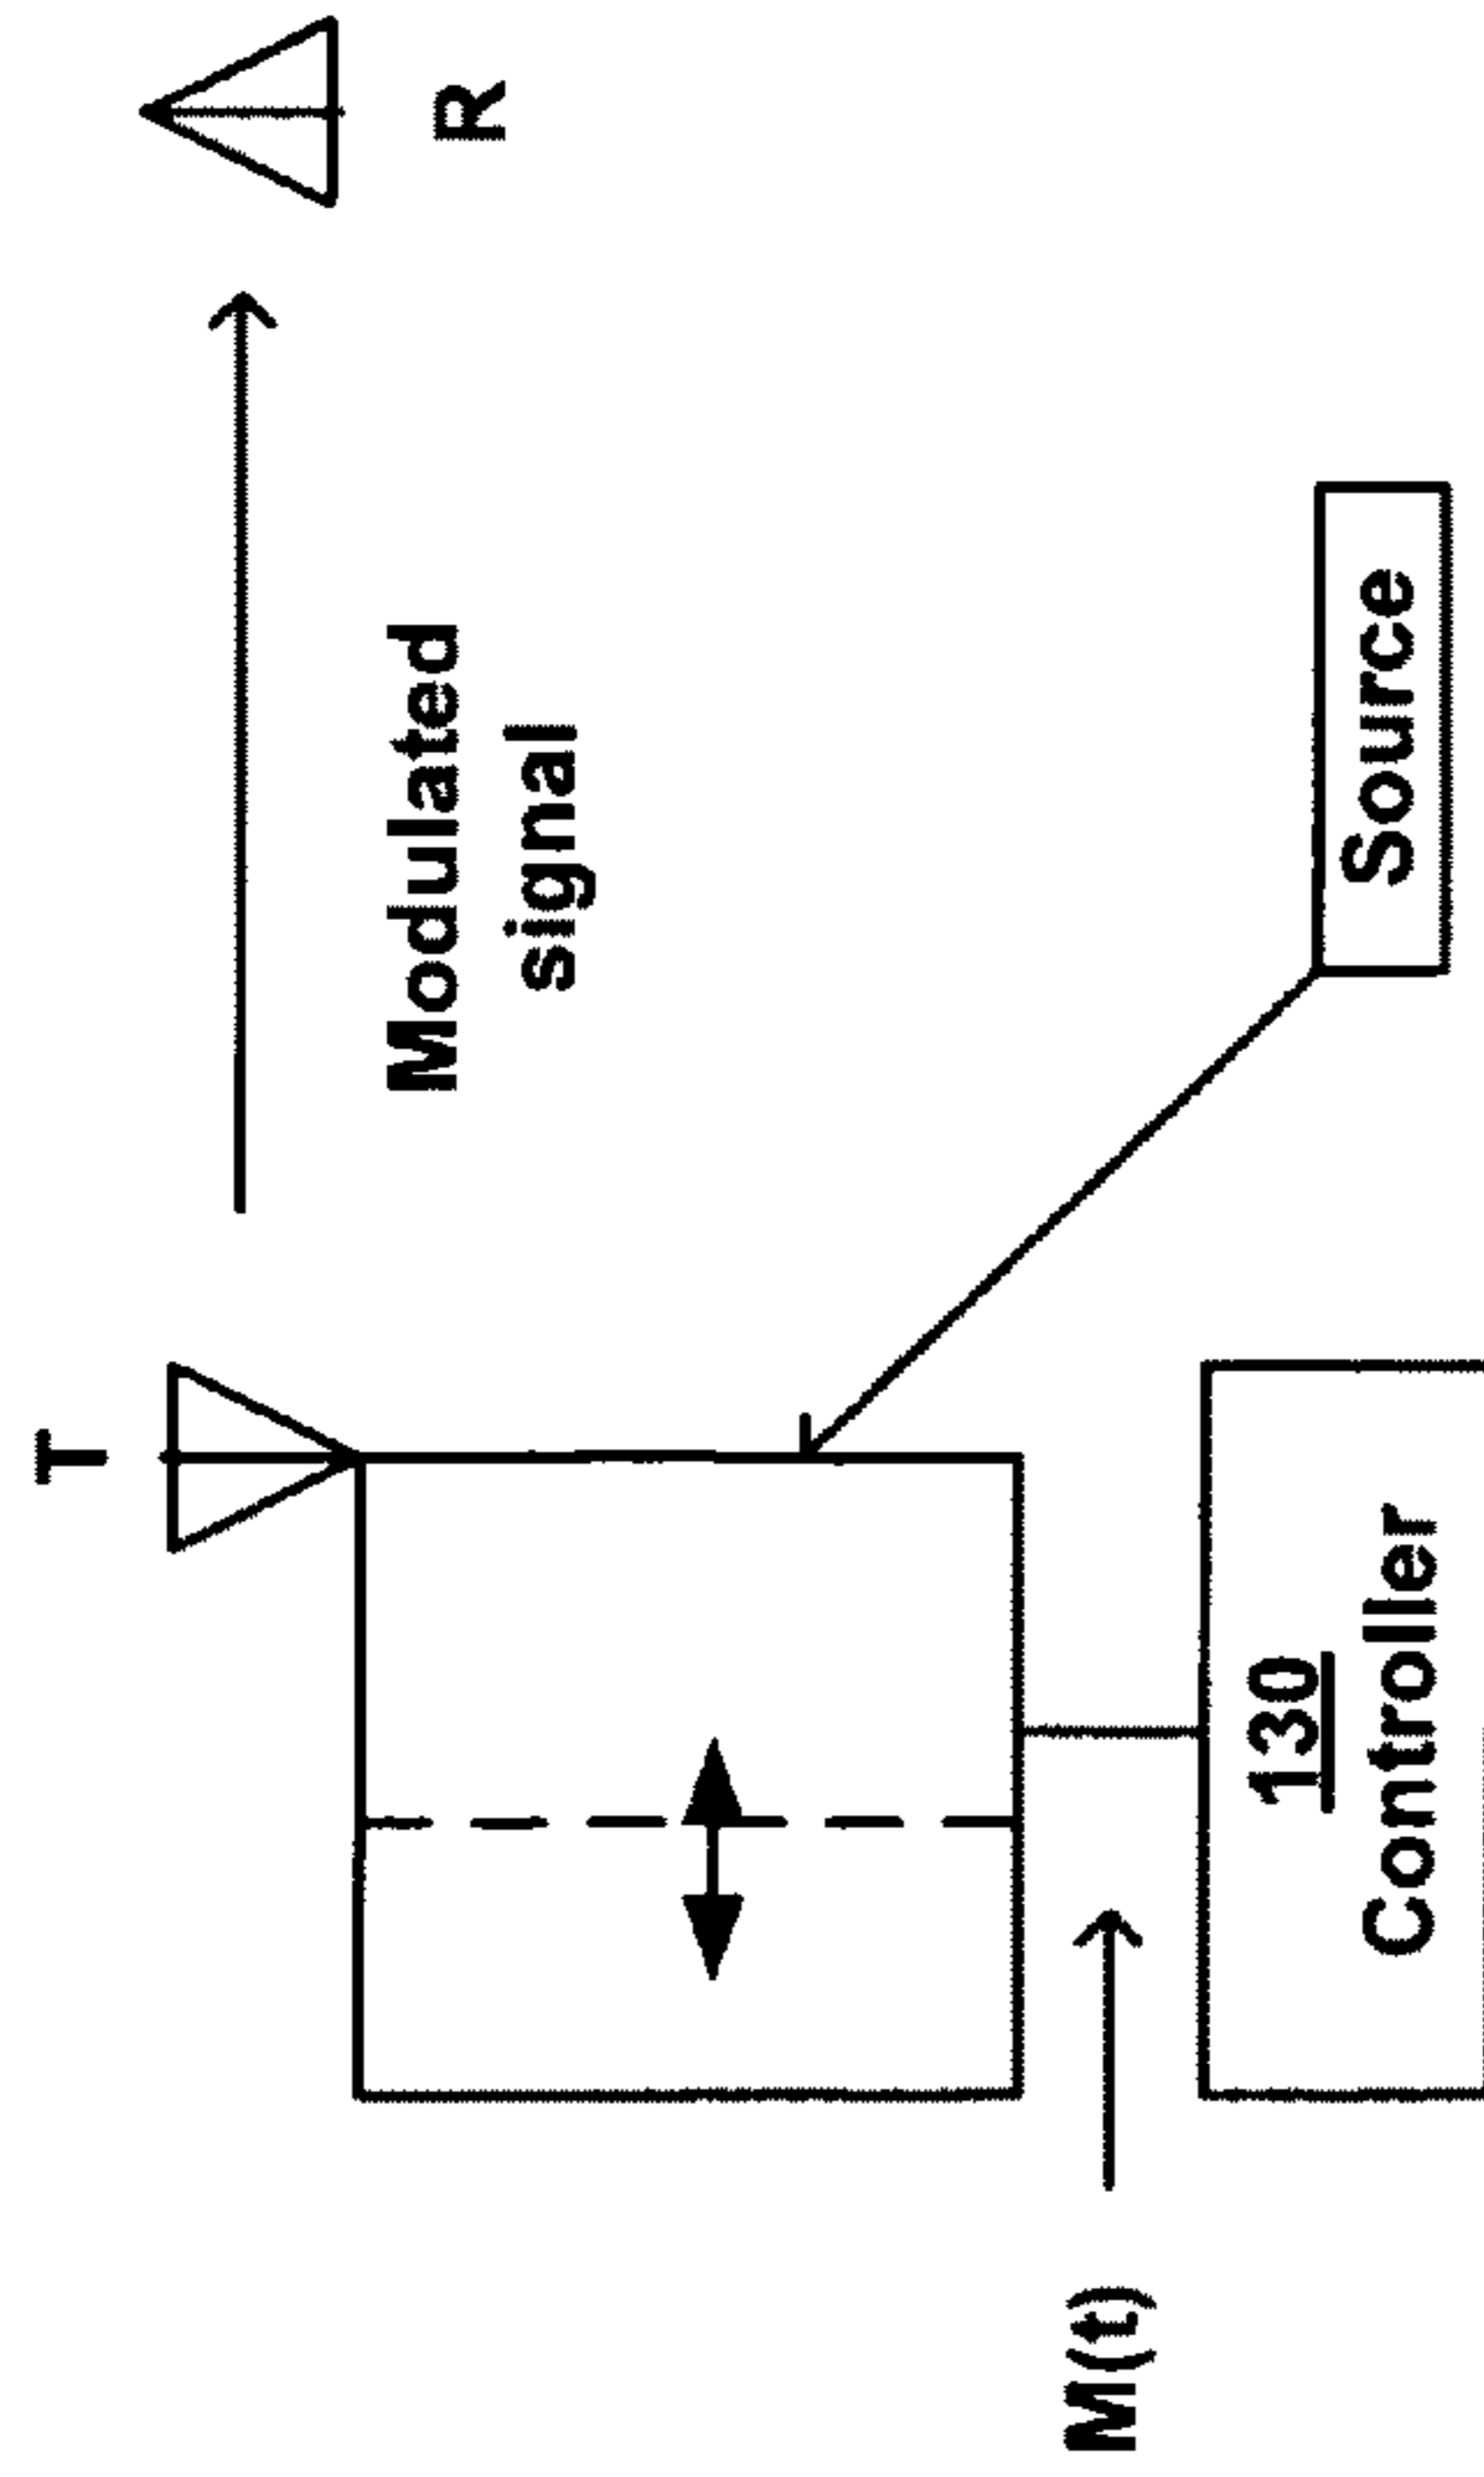 T
R
Modulated
signal
Source
M(t)
130
Controller